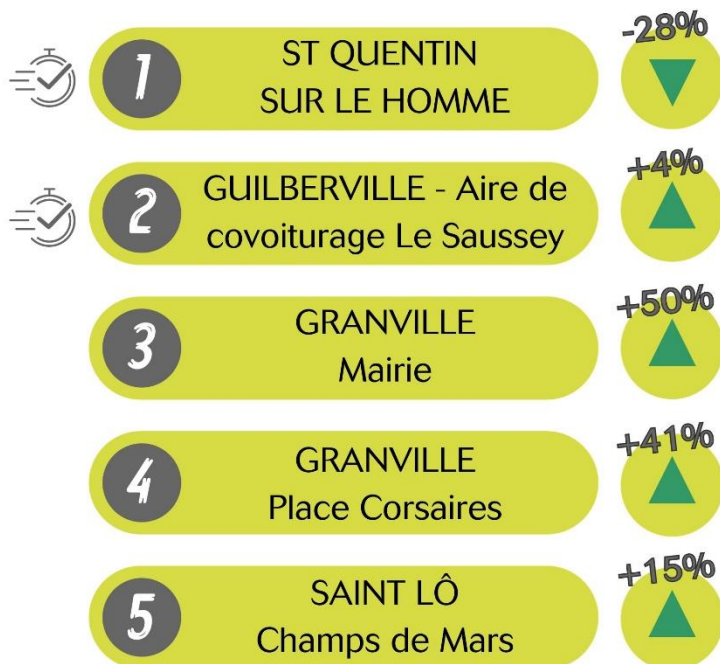 1
ST QUENTIN
SUR LE HOMME
-28%
2
GUILBERVILLE - Aire de
covoiturage Le Saussey
+4%
3
GRANVILLE
Mairie
+50%
4
GRANVILLE
Place Corsaires
+41%
5
SAINT LÔ
Champs de Mars
+15%